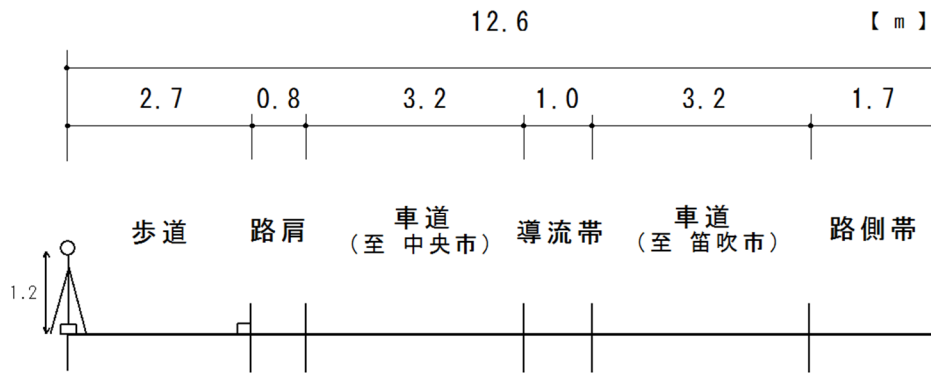 12.6
【 m 】
2.7 0.8 3.2 1.0 3.2 1.7
歩道 路肩 車道 導流帯 車道 路側帯
(至 中央市) (至 笛吹市)
1.2